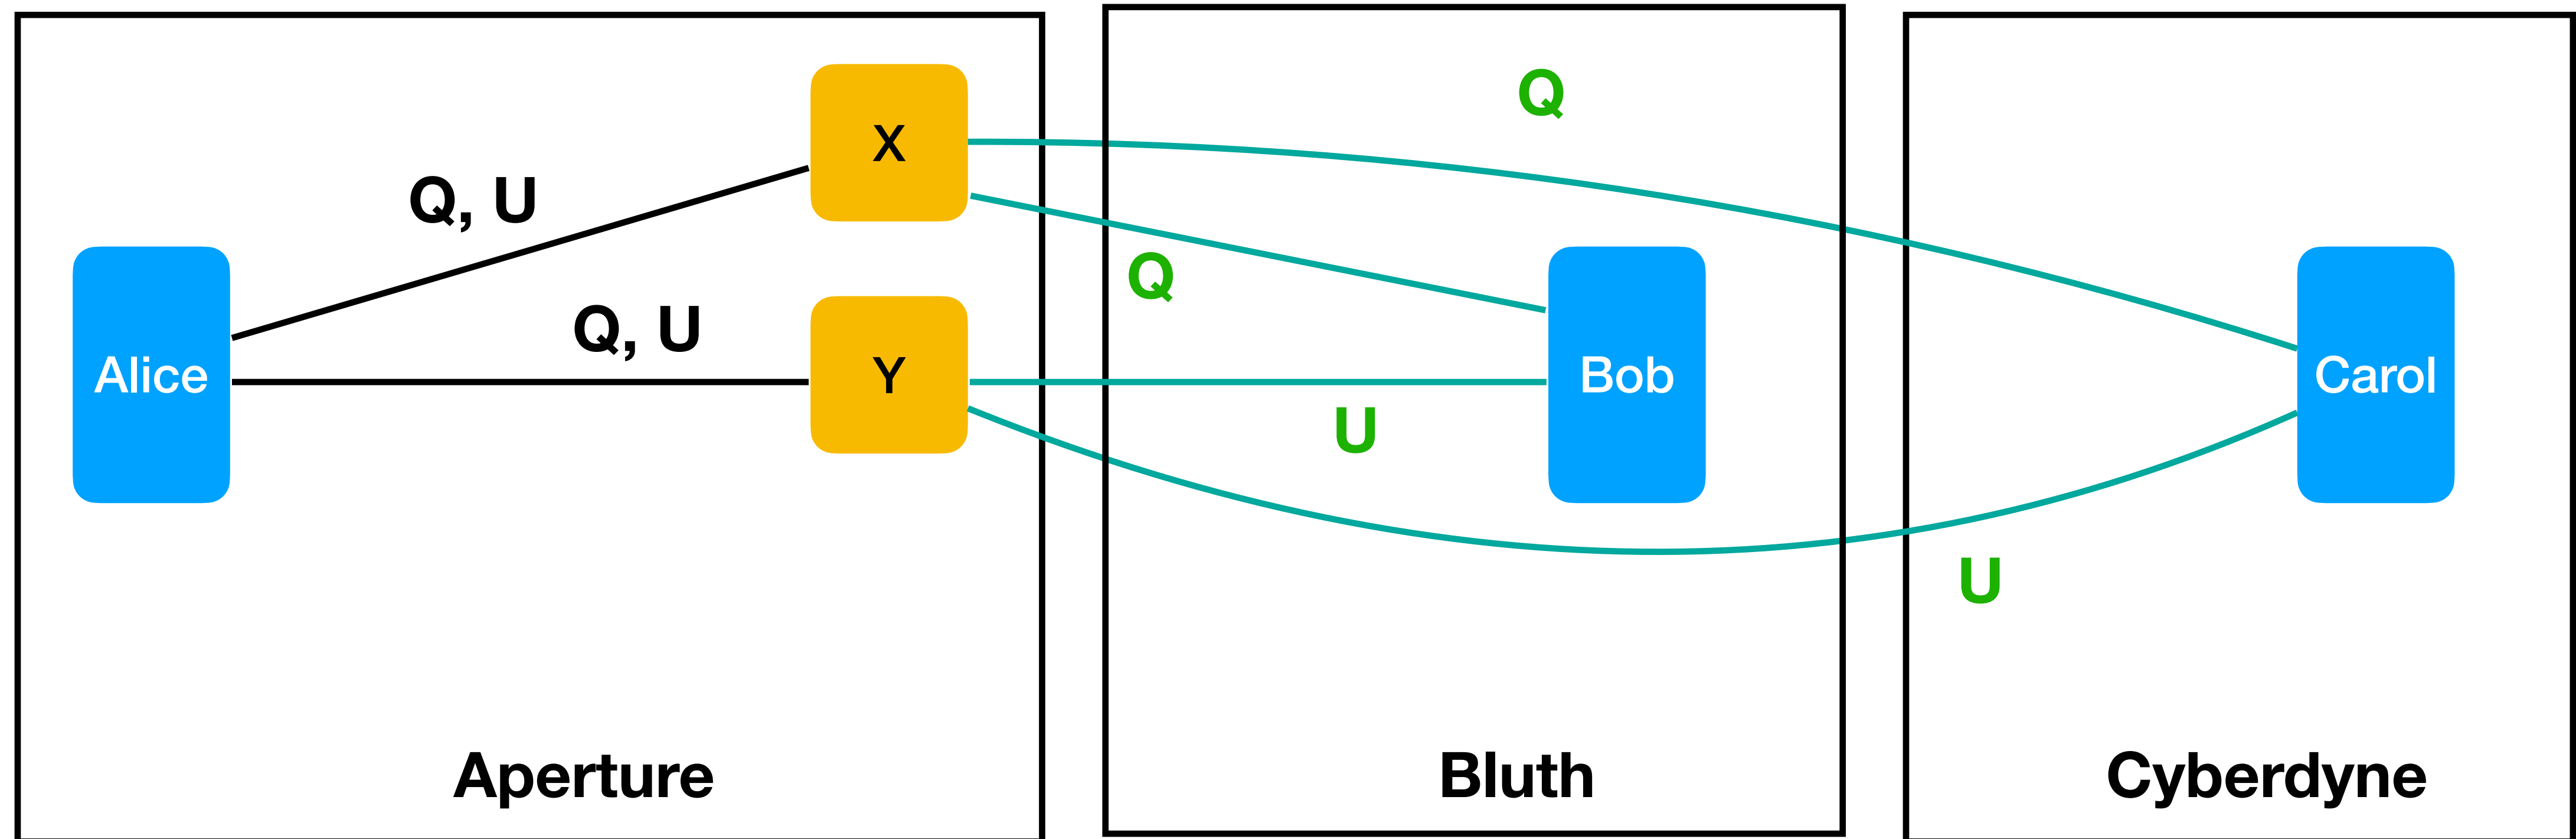 Q
X
Q, U
Q
Q, U
Alice
Y
Bob
Carol
U
U
Aperture
Bluth
Cyberdyne